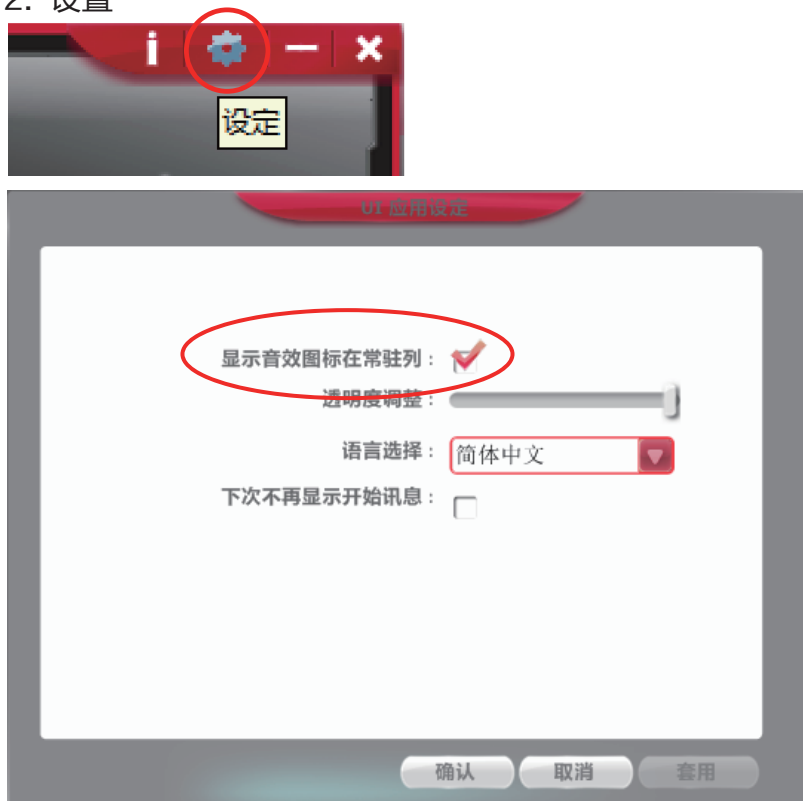 2. 设置
i
设定
UI 应用设定
显示音效图标在常驻列：
透明度调整：
语言选择： 简体中文
下次不再显示开始讯息：
确认 取消 套用